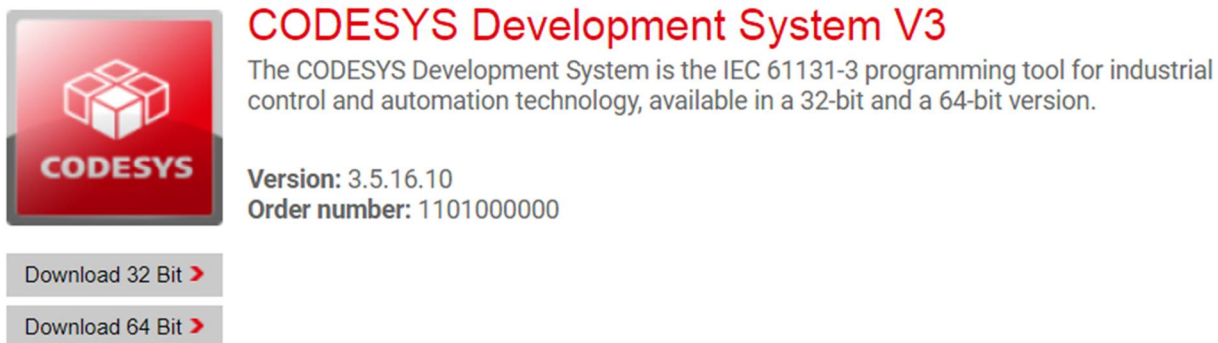 CODESYS Development System V3
The CODESYS Development System is the IEC 61131-3 programming tool for industrial
control and automation technology, available in a 32-bit and a 64-bit version.
CODESYS
Version: 3.5.16.10
Order number: 1101000000
Download 32 Bit
Download 64 Bit